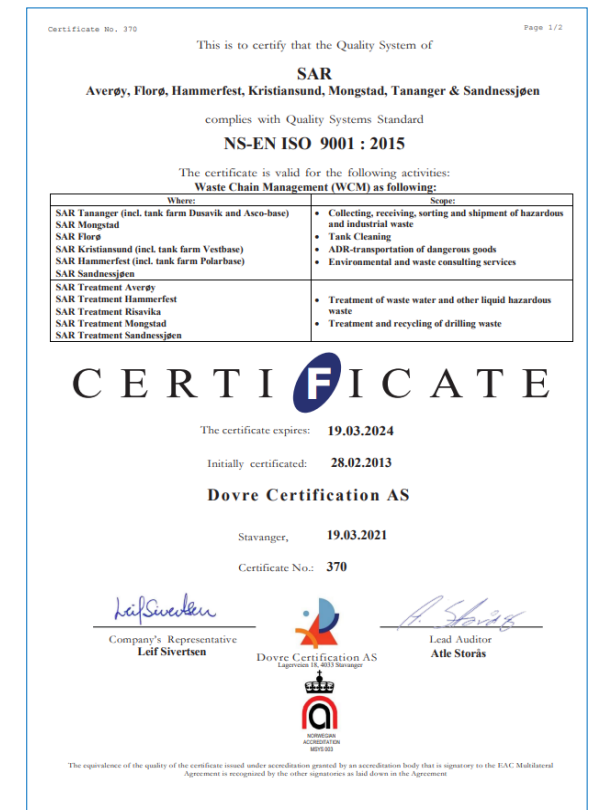 Certificate No. 370
Page 1/2
This is to certify that the Quality System of
SAR
Averøy, Florø, Hammerfest, Kristiansund, Mongstad, Tananger & Sandnessjøen
complies with Quality Systems Standard
NS-EN ISO 9001 : 2015
The certificate is valid for the following activities:
Waste Chain Management (WCM) as following:
Where:
Scope:
SAR Tananger (incl. tank farm Dusavik and Asco-base)
SAR Mongstad
SAR Florø
SAR Kristiansund (incl. tank farm Vestbase)
SAR Hammerfest (incl. tank farm Polarbase)
SAR Sandnessjøen
• Collecting, receiving, sorting and shipment of hazardous
and industrial waste
• Tank Cleaning
• ADR-transportation of dangerous goods
• Environmental and waste consulting services
SAR Treatment Averøy
SAR Treatment Hammerfest
SAR Treatment Risavika
SAR Treatment Mongstad
SAR Treatment Sandnessjøen
• Treatment of waste water and other liquid hazardous
waste
• Treatment and recycling of drilling waste
CERTIFICATE
The certificate expires: 19.03.2024
Initially certificated: 28.02.2013
Dovre Certification AS
Stavanger, 19.03.2021
Certificate No.: 370
Leif Sivertsen
A. Storås
Company's Representative
Leif Sivertsen
Dovre Certification AS
Lagerveien 18, 4033 Stavanger
Lead Auditor
Atle Storås
a
NORWEGIAN
ACCREDITATION
MSYS 003
The equivalence of the quality of the certificate issued under accreditation granted by an accreditation body that is signatory to the EAC Multilateral
Agreement is recognized by the other signatories as laid down in the Agreement